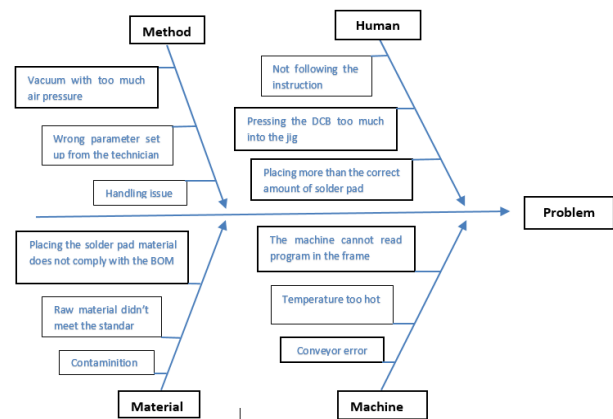 Method
Human
Vacuum with too much
air pressure
Wrong parameter set
up from the technician
Handling issue
Not following the
instruction
Pressing the DCB too much
into the jig
Placing more than the correct
amount of solder pad
Problem
Placing the solder pad material
does not comply with the BOM
Raw material didn't
meet the standar
Contaminition
The machine cannot read
program in the frame
Temperature too hot
Conveyor error
Material
Machine